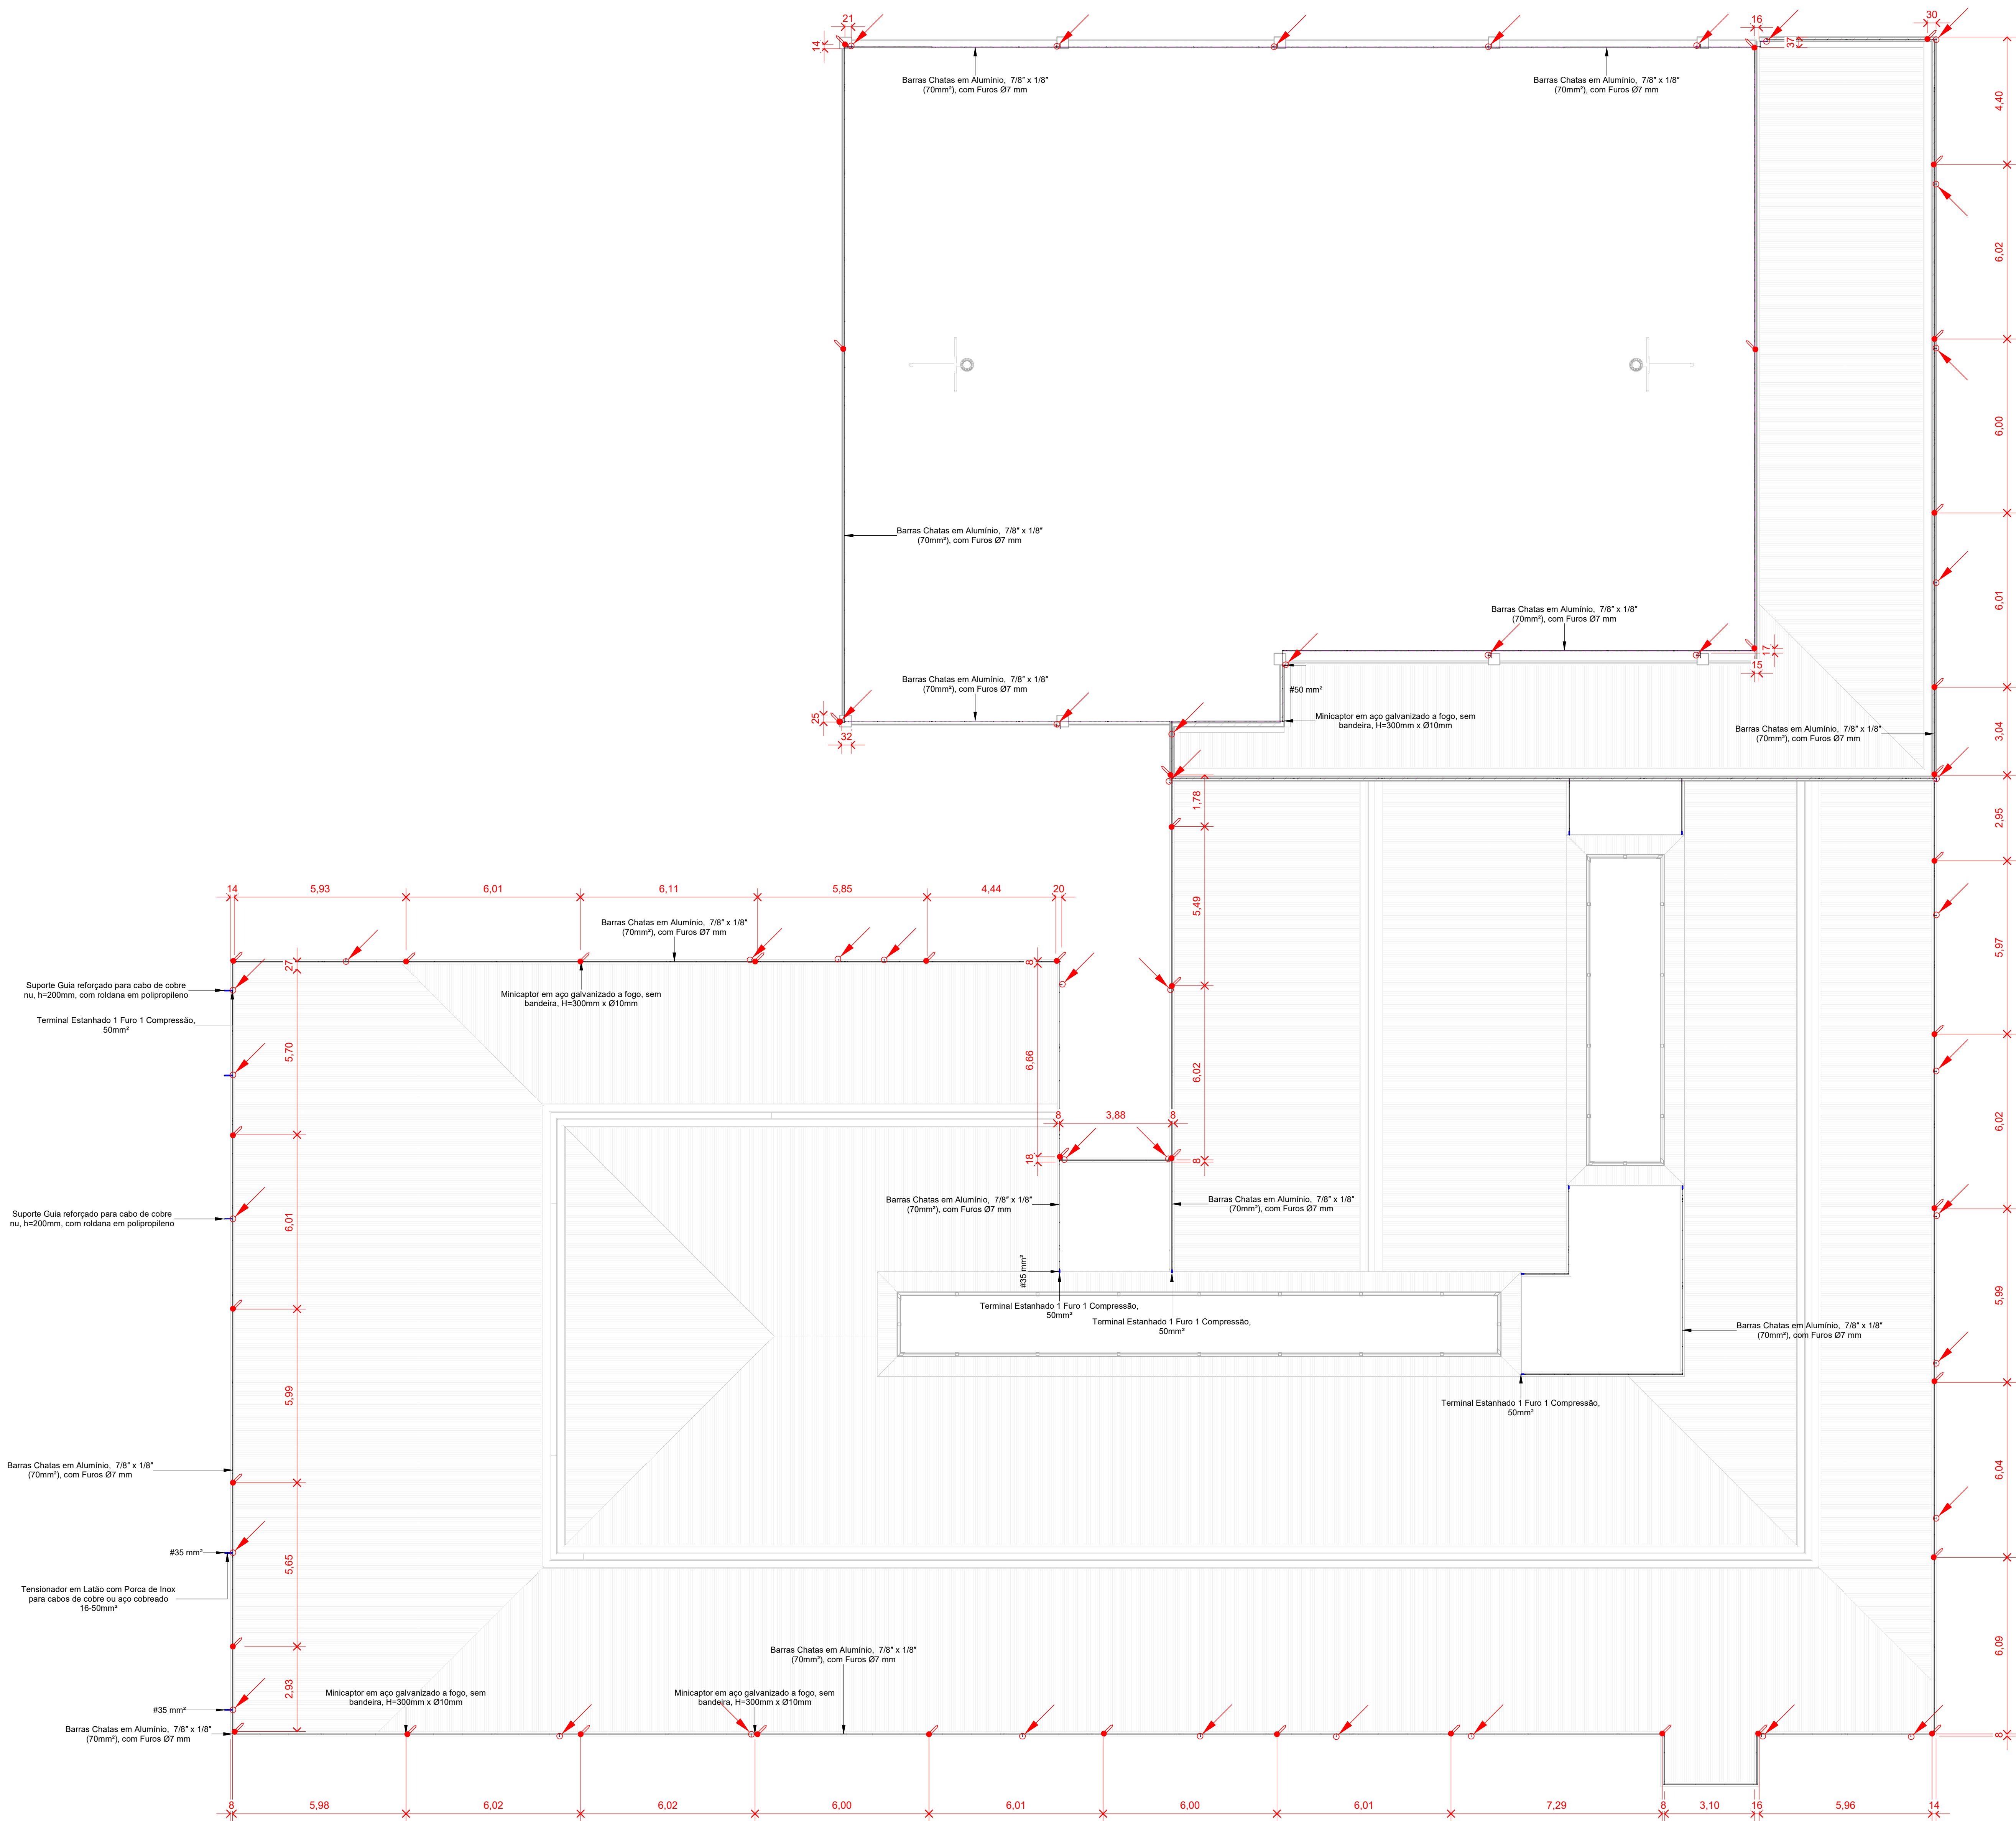 21
16
30
14
37
Barras Chatas em Alumínio, 7/8" x 1/8"
(70mm²), com Furos Ø7 mm
Barras Chatas em Alumínio, 7/8" x 1/8"
(70mm²), com Furos Ø7 mm
4,40
6,02
6,00
Barras Chatas em Alumínio, 7/8" x 1/8"
(70mm²), com Furos Ø7 mm
6,01
Barras Chatas em Alumínio, 7/8" x 1/8"
(70mm²), com Furos Ø7 mm
17
15
Barras Chatas em Alumínio, 7/8" x 1/8"
(70mm²), com Furos Ø7 mm
#50 mm²
25
32
Minicaptor em aço galvanizado a fogo, sem
bandeira, H=300mm x Ø10mm
Barras Chatas em Alumínio, 7/8" x 1/8"
(70mm²), com Furos Ø7 mm
3,04
1,78
2,95
14
5,93
6,01
6,11
5,85
4,44
20
5,49
5,97
Barras Chatas em Alumínio, 7/8" x 1/8"
(70mm²), com Furos Ø7 mm
27
8
Suporte Guia reforçado para cabo de cobre
nu, h=200mm, com roldana em polipropileno
Minicaptor em aço galvanizado a fogo, sem
bandeira, H=300mm x Ø10mm
Terminal Estanhado 1 Furo 1 Compressão,
50mm²
5,70
6,66
6,02
8
3,88
8
6,02
18
8
Barras Chatas em Alumínio, 7/8" x 1/8"
(70mm²), com Furos Ø7 mm
Barras Chatas em Alumínio, 7/8" x 1/8"
(70mm²), com Furos Ø7 mm
Suporte Guia reforçado para cabo de cobre
nu, h=200mm, com roldana em polipropileno
6,01
#35 mm²
5,99
Terminal Estanhado 1 Furo 1 Compressão,
50mm²
Terminal Estanhado 1 Furo 1 Compressão,
50mm²
Barras Chatas em Alumínio, 7/8" x 1/8"
(70mm²), com Furos Ø7 mm
5,99
Terminal Estanhado 1 Furo 1 Compressão,
50mm²
Barras Chatas em Alumínio, 7/8" x 1/8"
(70mm²), com Furos Ø7 mm
6,04
#35 mm²
5,65
Tensionador em Latão com Porca de Inox
para cabos de cobre ou aço cobreado
16-50mm²
Barras Chatas em Alumínio, 7/8" x 1/8"
(70mm²), com Furos Ø7 mm
6,09
2,93
Minicaptor em aço galvanizado a fogo, sem
bandeira, H=300mm x Ø10mm
Minicaptor em aço galvanizado a fogo, sem
bandeira, H=300mm x Ø10mm
#35 mm²
Barras Chatas em Alumínio, 7/8" x 1/8"
(70mm²), com Furos Ø7 mm
8
8
5,98
6,02
6,02
6,00
6,01
6,00
6,01
7,29
8
3,10
16
5,96
14